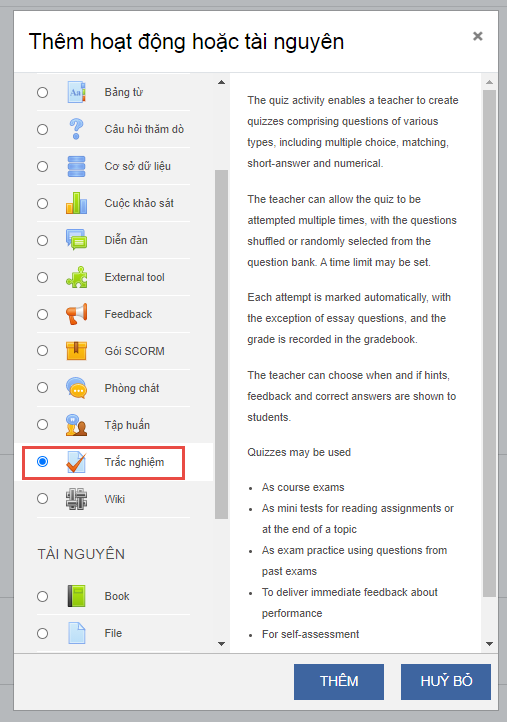 Thêm hoạt động hoặc tài nguyên
×
Bảng từ
Câu hỏi thăm dò
Cơ sở dữ liệu
Cuộc khảo sát
Diễn đàn
External tool
Feedback
Gói SCORM
Phòng chát
Tập huấn
Trắc nghiệm
Wiki
TÀI NGUYÊN
Book
File
The quiz activity enables a teacher to create
quizzes comprising questions of various
types, including multiple choice, matching,
short-answer and numerical.
The teacher can allow the quiz to be
attempted multiple times, with the questions
shuffled or randomly selected from the
question bank. A time limit may be set.
Each attempt is marked automatically, with
the exception of essay questions, and the
grade is recorded in the gradebook.
The teacher can choose when and if hints,
feedback and correct answers are shown to
students.
Quizzes may be used
• As course exams
• As mini tests for reading assignments or
at the end of a topic
• As exam practice using questions from
past exams
• To deliver immediate feedback about
performance
• For self-assessment
THÊM
HUỶ BỎ